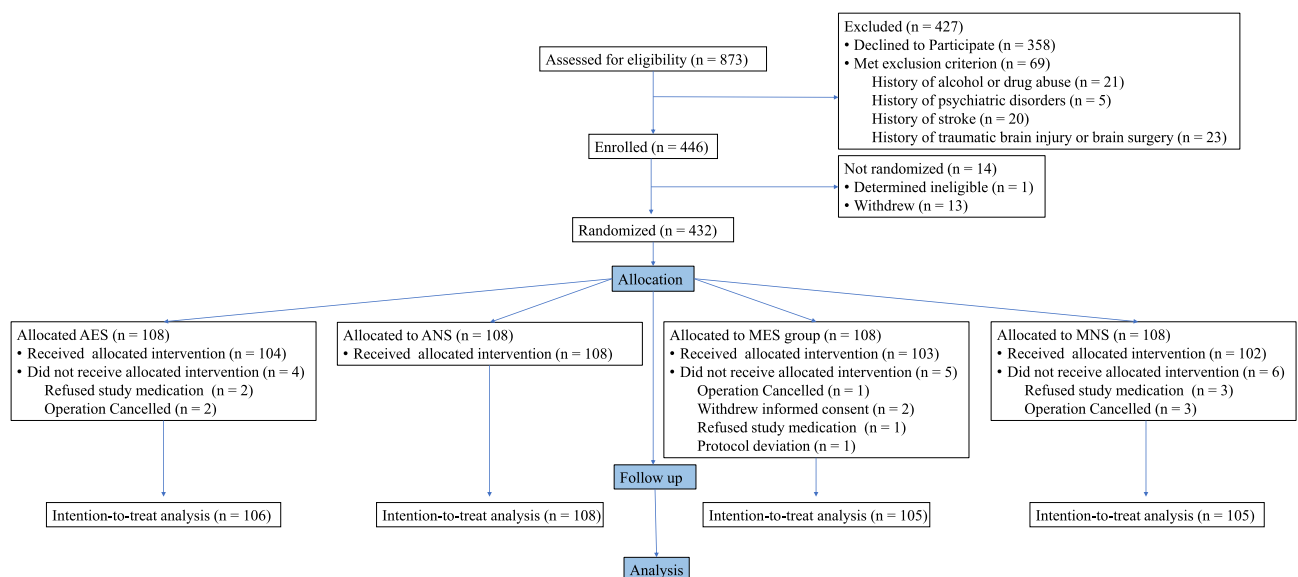 Assessed for eligibility (n = 873)
Excluded (n = 427)
• Declined to Participate (n = 358)
• Met exclusion criterion (n = 69)
History of alcohol or drug abuse (n = 21)
History of psychiatric disorders (n = 5)
History of stroke (n = 20)
History of traumatic brain injury or brain surgery (n = 23)
Enrolled (n = 446)
Not randomized (n = 14)
• Determined ineligible (n = 1)
• Withdrew (n = 13)
Randomized (n = 432)
Allocation
Allocated AES (n = 108)
• Received allocated intervention (n = 104)
• Did not receive allocated intervention (n = 4)
Refused study medication (n = 2)
Operation Cancelled (n = 2)
Allocated to ANS (n = 108)
• Received allocated intervention (n = 108)
Allocated to MES group (n = 108)
• Received allocated intervention (n = 103)
• Did not receive allocated intervention (n = 5)
Operation Cancelled (n = 1)
Withdrew informed consent (n = 2)
Refused study medication (n = 1)
Protocol deviation (n = 1)
Allocated to MNS (n = 108)
• Received allocated intervention (n = 102)
• Did not receive allocated intervention (n = 6)
Refused study medication (n = 3)
Operation Cancelled (n = 3)
Follow up
Intention-to-treat analysis (n = 106)
Intention-to-treat analysis (n = 108)
Intention-to-treat analysis (n = 105)
Intention-to-treat analysis (n = 105)
Analysis